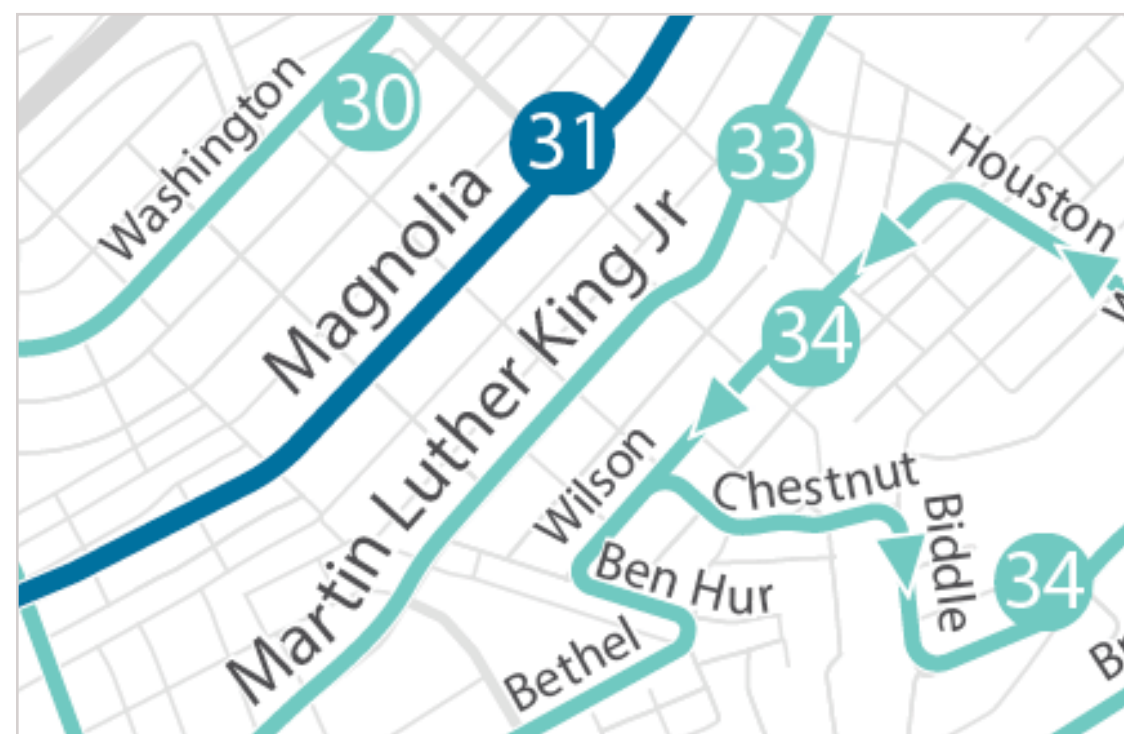 30
31
33
Washington
Houston
Magnolia
Martin Luther King Jr
34
Wilson
Chestnut
Biddle
Ben Hur
34
Bethel